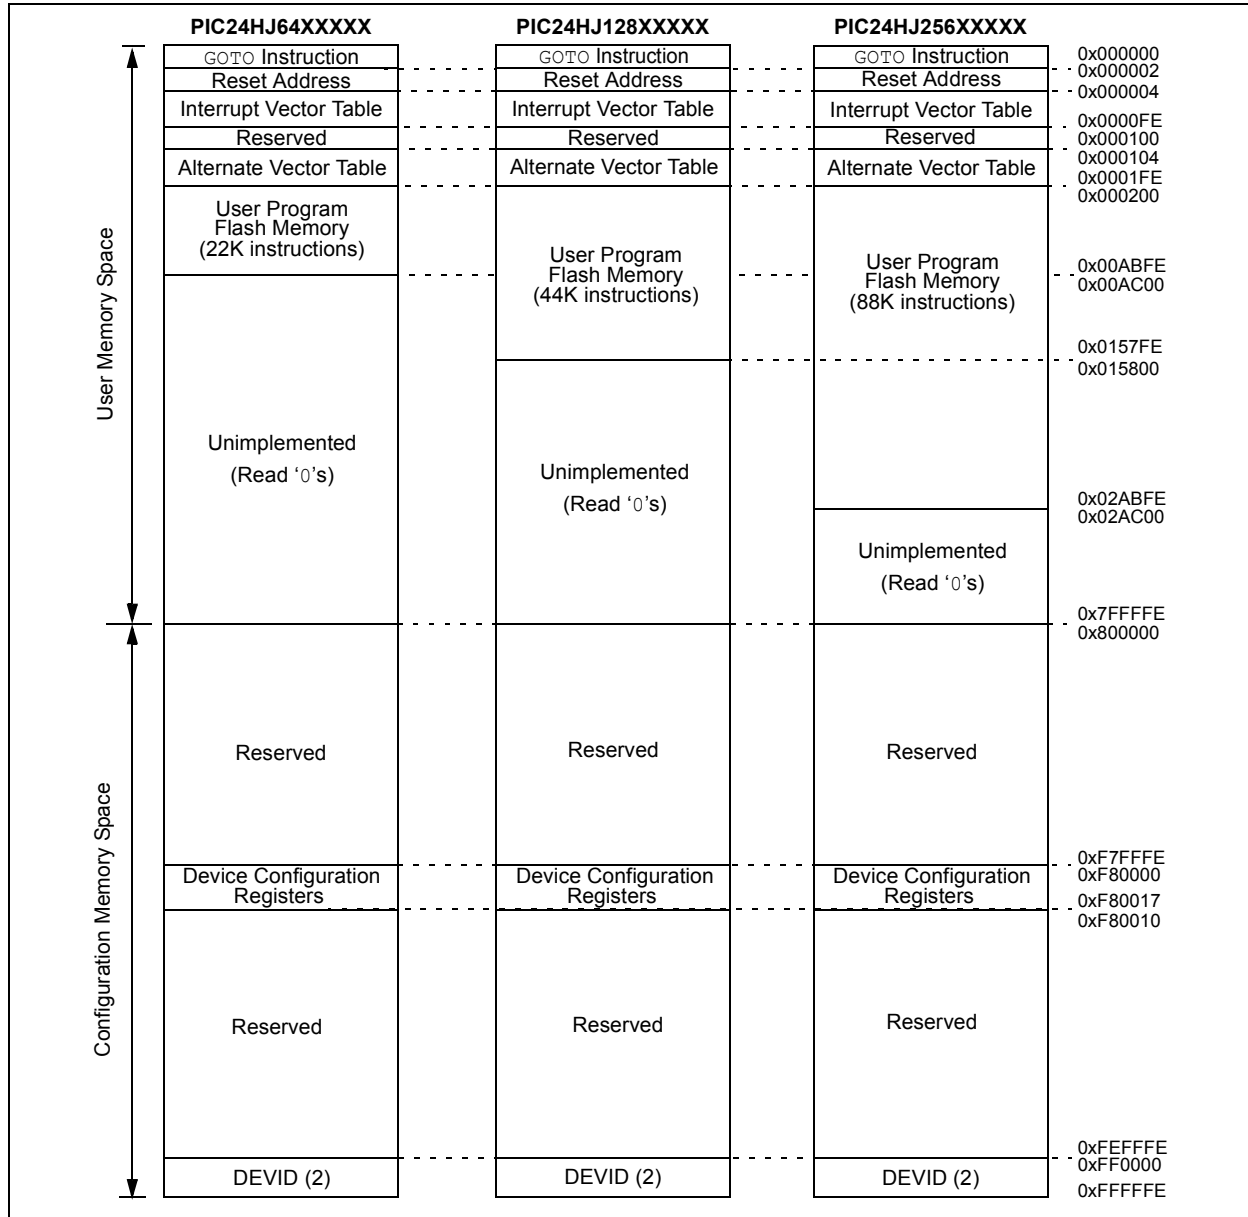 PIC24HJ64XXXXX PIC24HJ128XXXXX PIC24HJ256XXXXX
GOTO Instruction GOTO Instruction GOTO Instruction 0x000000
Reset Address Reset Address Reset Address 0x000002
0x000004
Interrupt Vector Table Interrupt Vector Table Interrupt Vector Table
0x0000FE
Reserved Reserved Reserved 0x000100
0x000104
Alternate Vector Table Alternate Vector Table Alternate Vector Table
0x0001FE
0x000200
User Program
Flash Memory
(22K instructions)
User Program
Flash Memory
(44K instructions)
User Program
Flash Memory
(88K instructions)
0x00ABFE
0x00AC00
0x0157FE
0x015800
User Memory Space
Unimplemented
(Read ‘0’s)
Unimplemented
(Read ‘0’s)
0x02ABFE
0x02AC00
Unimplemented
(Read ‘0’s)
0x7FFFFE
0x800000
Reserved Reserved Reserved
0xF7FFFE
0xF80000
Device Configuration
Registers
Device Configuration
Registers
Device Configuration
Registers
0xF80017
0xF80010
Configuration Memory Space
Reserved Reserved Reserved
0xFEFFFE
0xFF0000
DEVID (2) DEVID (2) DEVID (2)
0xFFFFFE